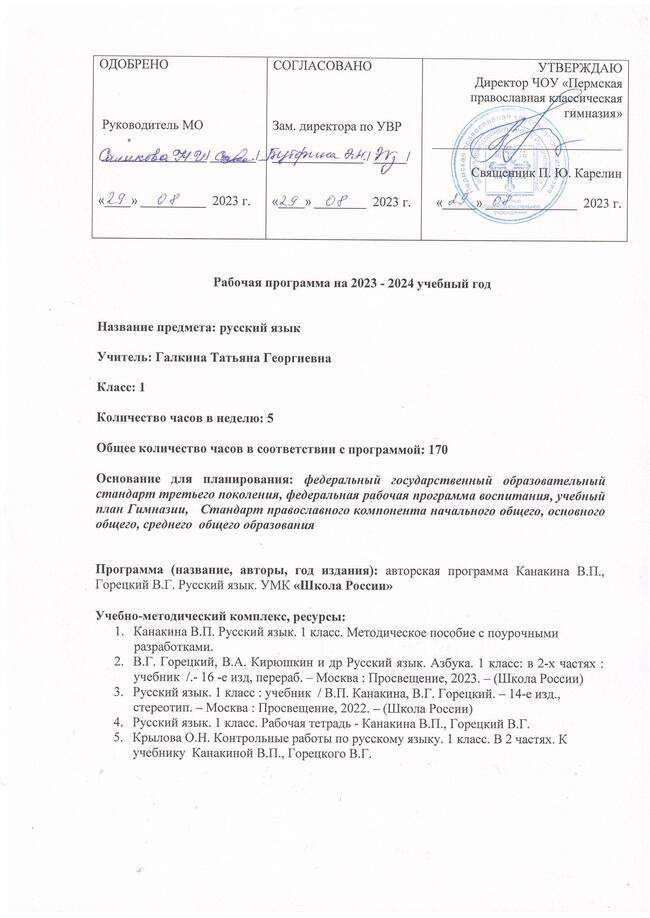 ОДОБРЕНО
Руководитель МО
«29» 08 2023 г.
СОГЛАСОВАНО
Зам. директора по УВР
«29» 08 2023 г.
УТВЕРЖДАЮ
Директор ЧОУ «Пермская
православная классическая
гимназия»
Священник П. Ю. Карелин
«29» 08 2023 г.
Рабочая программа на 2023 - 2024 учебный год
Название предмета: русский язык
Учитель: Галкина Татьяна Георгиевна
Класс: 1
Количество часов в неделю: 5
Общее количество часов в соответствии с программой: 170
Основание для планирования: федеральный государственный образовательный
стандарт третьего поколения, федеральная рабочая программа воспитания, учебный
план Гимназии, Стандарт православного компонента начального общего, основного
общего, среднего общего образования
Программа (название, авторы, год издания): авторская программа Канакина В.П.,
Горецкий В.Г. Русский язык. УМК «Школа России»
Учебно-методический комплекс, ресурсы:
1. Канакина В.П. Русский язык. 1 класс. Методическое пособие с поурочными
разработками.
2. В.Г. Горецкий, В.А. Кирюшкин и др Русский язык. Азбука. 1 класс: в 2-х частях :
учебник /.- 16 -е изд, перераб. – Москва : Просвещение, 2023. – (Школа России)
3. Русский язык. 1 класс : учебник / В.П. Канакина, В.Г. Горецкий. – 14-е изд.,
стереотип. – Москва : Просвещение, 2022. – (Школа России)
4. Русский язык. 1 класс. Рабочая тетрадь - Канакина В.П., Горецкий В.Г.
5. Крылова О.Н. Контрольные работы по русскому языку. 1 класс. В 2 частях. К
учебнику Канакиной В.П., Горецкого В.Г.